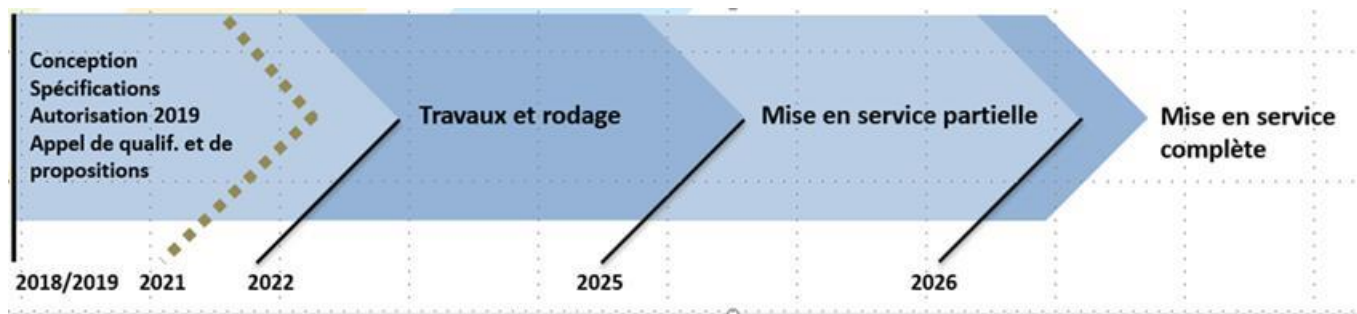 Conception
Spécifications
Autorisation 2019
Appel de qualif. et de
propositions
Travaux et rodage
Mise en service partielle
Mise en service
complète
2018/2019 2021 2022 2025 2026